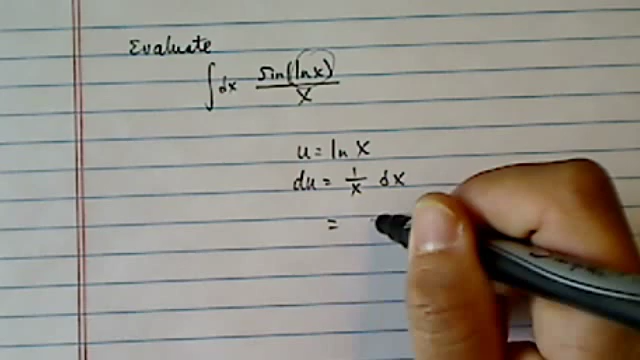 Evaluate
∫dx sin(ln x)/x
u = ln x
du = 1/x dx
=